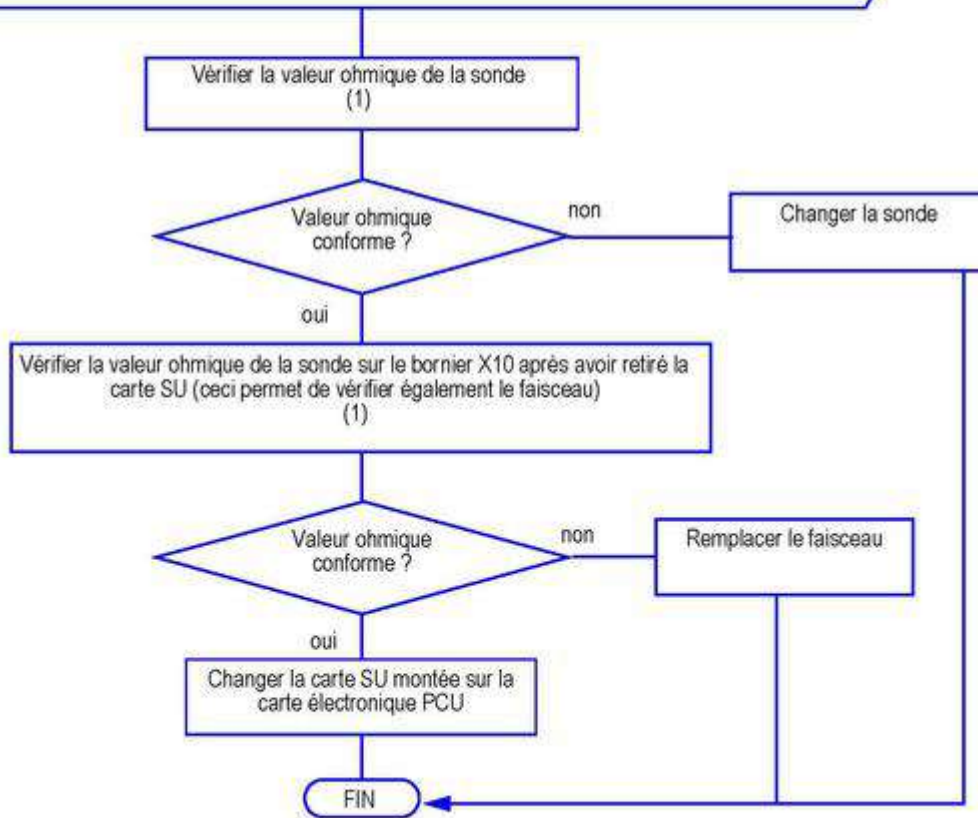 Vérifier la valeur ohmique de la sonde
(1)
Valeur ohmique
conforme ?
non
Changer la sonde
oui
Vérifier la valeur ohmique de la sonde sur le bornier X10 après avoir retiré la
carte SU (ceci permet de vérifier également le faisceau)
(1)
Valeur ohmique
conforme ?
non
Remplacer le faisceau
oui
Changer la carte SU montée sur la
carte électronique PCU
FIN